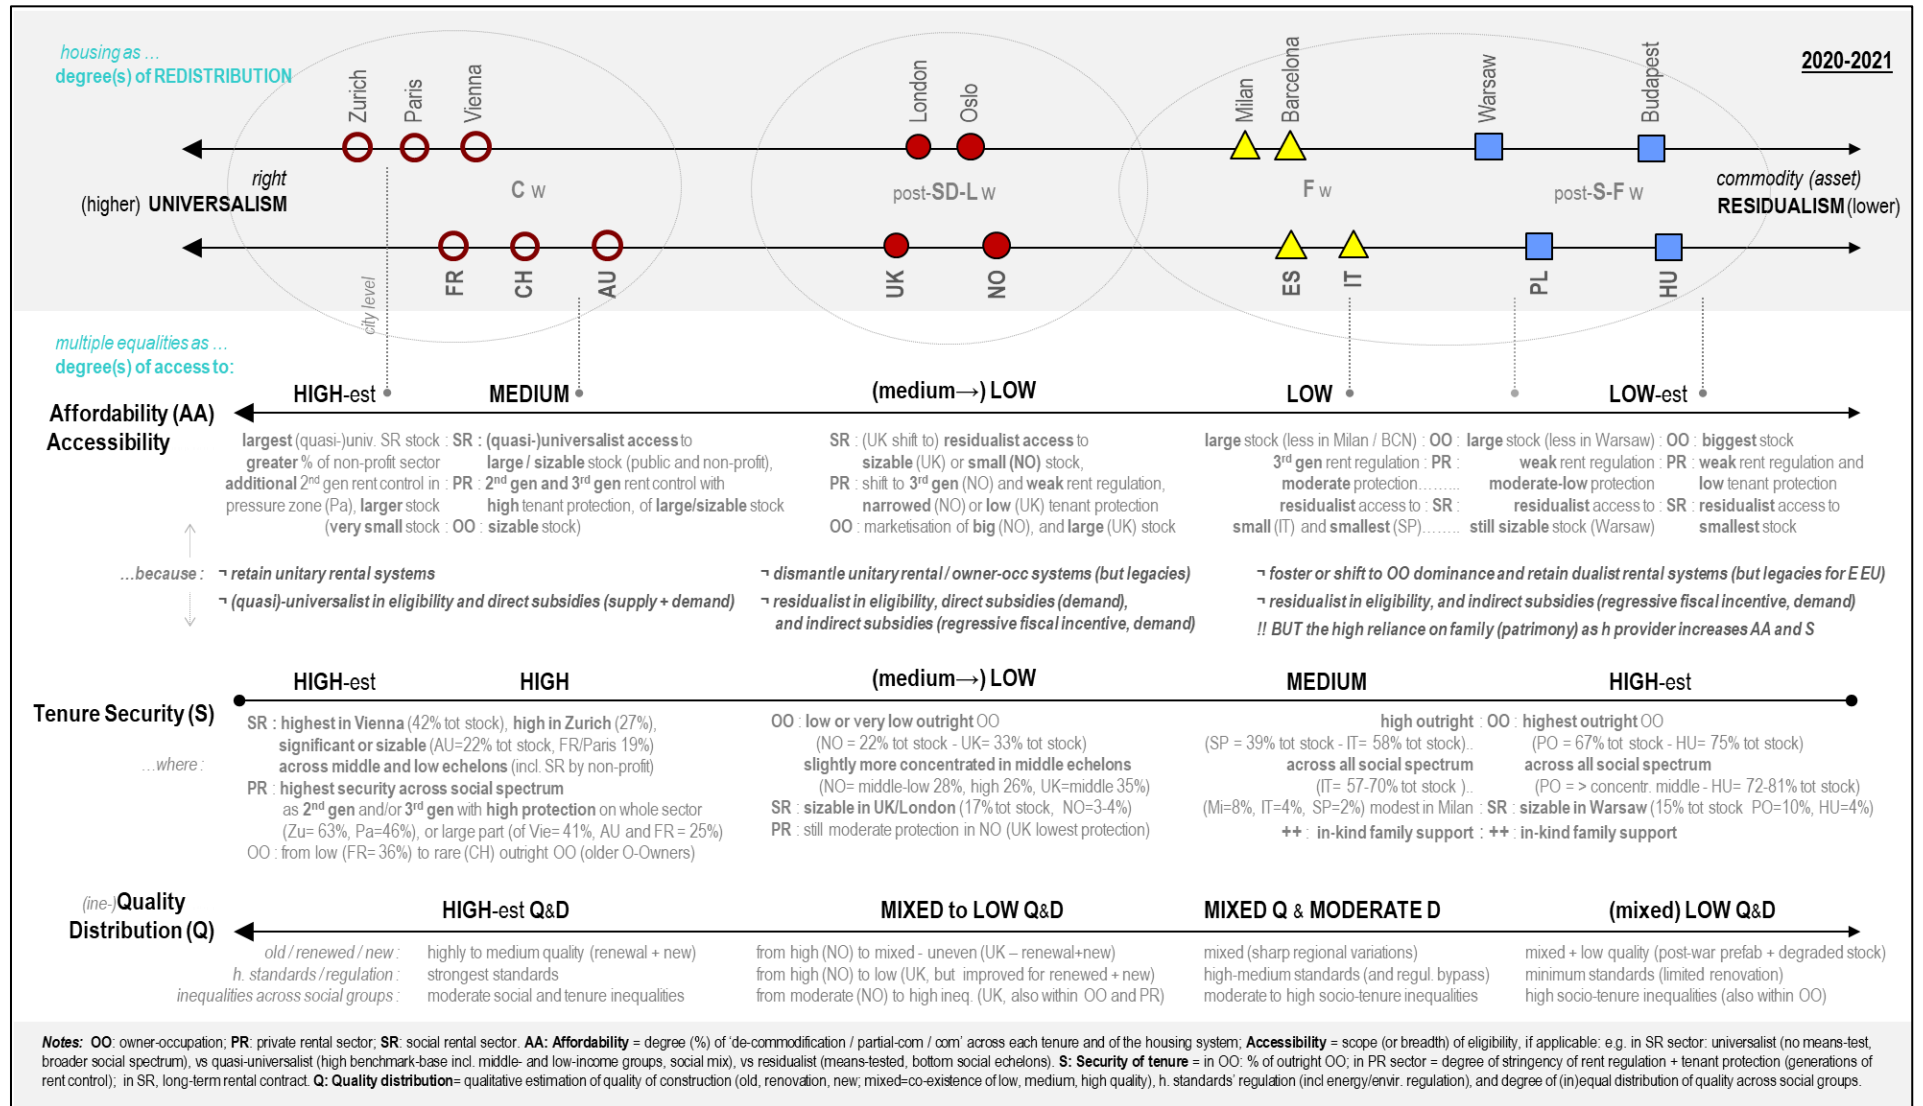 housing as …
degree(s) of REDISTRIBUTION
2020-2021
Zurich
Paris
Vienna
London
Oslo
Milan
Barcelona
Warsaw
Budapest
right
(higher) UNIVERSALISM
C w
post-SD-L w
F w
post-S-F w
commodity (asset)
RESIDUALISM (lower)
FR
CH
AU
UK
NO
ES
IT
PL
HU
city level
multiple equalities as …
degree(s) of access to:
Affordability (AA)
Accessibility
HIGH-est
MEDIUM
(medium→) LOW
LOW
LOW-est
largest (quasi-)univ. SR stock : SR : (quasi-)universalist access to
greater % of non-profit sector large / sizable stock (public and non-profit),
additional 2nd gen rent control in : PR : 2nd gen and 3rd gen rent control with
pressure zone (Pa), larger stock high tenant protection, of large/sizable stock
(very small stock : OO : sizable stock)
SR : (UK shift to) residualist access to
sizable (UK) or small (NO) stock,
PR : shift to 3rd gen (NO) and weak rent regulation,
narrowed (NO) or low (UK) tenant protection
OO : marketisation of big (NO), and large (UK) stock
large stock (less in Milan / BCN) : OO : large stock (less in Warsaw) : OO : biggest stock
3rd gen rent regulation : PR : weak rent regulation : PR : weak rent regulation and
moderate protection……... moderate-low protection low tenant protection
residualist access to : SR : residualist access to : SR : residualist access to
small (IT) and smallest (SP)…….. still sizable stock (Warsaw) smallest stock
…because :
¬ retain unitary rental systems
¬ (quasi)-universalist in eligibility and direct subsidies (supply + demand)
¬ dismantle unitary rental / owner-occ systems (but legacies)
¬ residualist in eligibility, direct subsidies (demand),
and indirect subsidies (regressive fiscal incentive, demand)
¬ foster or shift to OO dominance and retain dualist rental systems (but legacies for E EU)
¬ residualist in eligibility, and indirect subsidies (regressive fiscal incentive, demand)
!! BUT the high reliance on family (patrimony) as h provider increases AA and S
Tenure Security (S)
HIGH-est
HIGH
(medium→) LOW
MEDIUM
HIGH-est
…where :
SR : highest in Vienna (42% tot stock), high in Zurich (27%),
significant or sizable (AU=22% tot stock, FR/Paris 19%)
across middle and low echelons (incl. SR by non-profit)
PR : highest security across social spectrum
as 2nd gen and/or 3rd gen with high protection on whole sector
(Zu= 63%, Pa=46%), or large part (of Vie= 41%, AU and FR = 25%)
OO : from low (FR= 36%) to rare (CH) outright OO (older O-Owners)
OO : low or very low outright OO
(NO = 22% tot stock - UK= 33% tot stock)
slightly more concentrated in middle echelons
(NO= middle-low 28%, high 26%, UK=middle 35%)
SR : sizable in UK/London (17% tot stock, NO=3-4%)
PR : still moderate protection in NO (UK lowest protection)
high outright : OO : highest outright OO
(SP = 39% tot stock - IT= 58% tot stock).. (PO = 67% tot stock - HU= 75% tot stock)
across all social spectrum across all social spectrum
(IT= 57-70% tot stock ).. (PO = > concentr. middle - HU= 72-81% tot stock)
(Mi=8%, IT=4%, SP=2%) modest in Milan : SR : sizable in Warsaw (15% tot stock PO=10%, HU=4%)
++ : in-kind family support : ++ : in-kind family support
(ine-)Quality
Distribution (Q)
HIGH-est Q&D
MIXED to LOW Q&D
MIXED Q & MODERATE D
(mixed) LOW Q&D
old / renewed / new : highly to medium quality (renewal + new) from high (NO) to mixed - uneven (UK – renewal+new) mixed (sharp regional variations) mixed + low quality (post-war prefab + degraded stock)
h. standards / regulation : strongest standards from high (NO) to low (UK, but improved for renewed + new) high-medium standards (and regul. bypass) minimum standards (limited renovation)
inequalities across social groups : moderate social and tenure inequalities from moderate (NO) to high ineq. (UK, also within OO and PR) moderate to high socio-tenure inequalities high socio-tenure inequalities (also within OO)
Notes: OO: owner-occupation; PR: private rental sector; SR: social rental sector. AA: Affordability = degree (%) of 'de-commodification / partial-com / com' across each tenure and of the housing system; Accessibility = scope (or breadth) of eligibility, if applicable: e.g. in SR sector: universalist (no means-test,
broader social spectrum), vs quasi-universalist (high benchmark-base incl. middle- and low-income groups, social mix), vs residualist (means-tested, bottom social echelons). S: Security of tenure = in OO: % of outright OO; in PR sector = degree of stringency of rent regulation + tenant protection (generations of
rent control); in SR, long-term rental contract. Q: Quality distribution= qualitative estimation of quality of construction (old, renovation, new; mixed=co-existence of low, medium, high quality), h. standards' regulation (incl energy/envir. regulation), and degree of (in)equal distribution of quality across social groups.